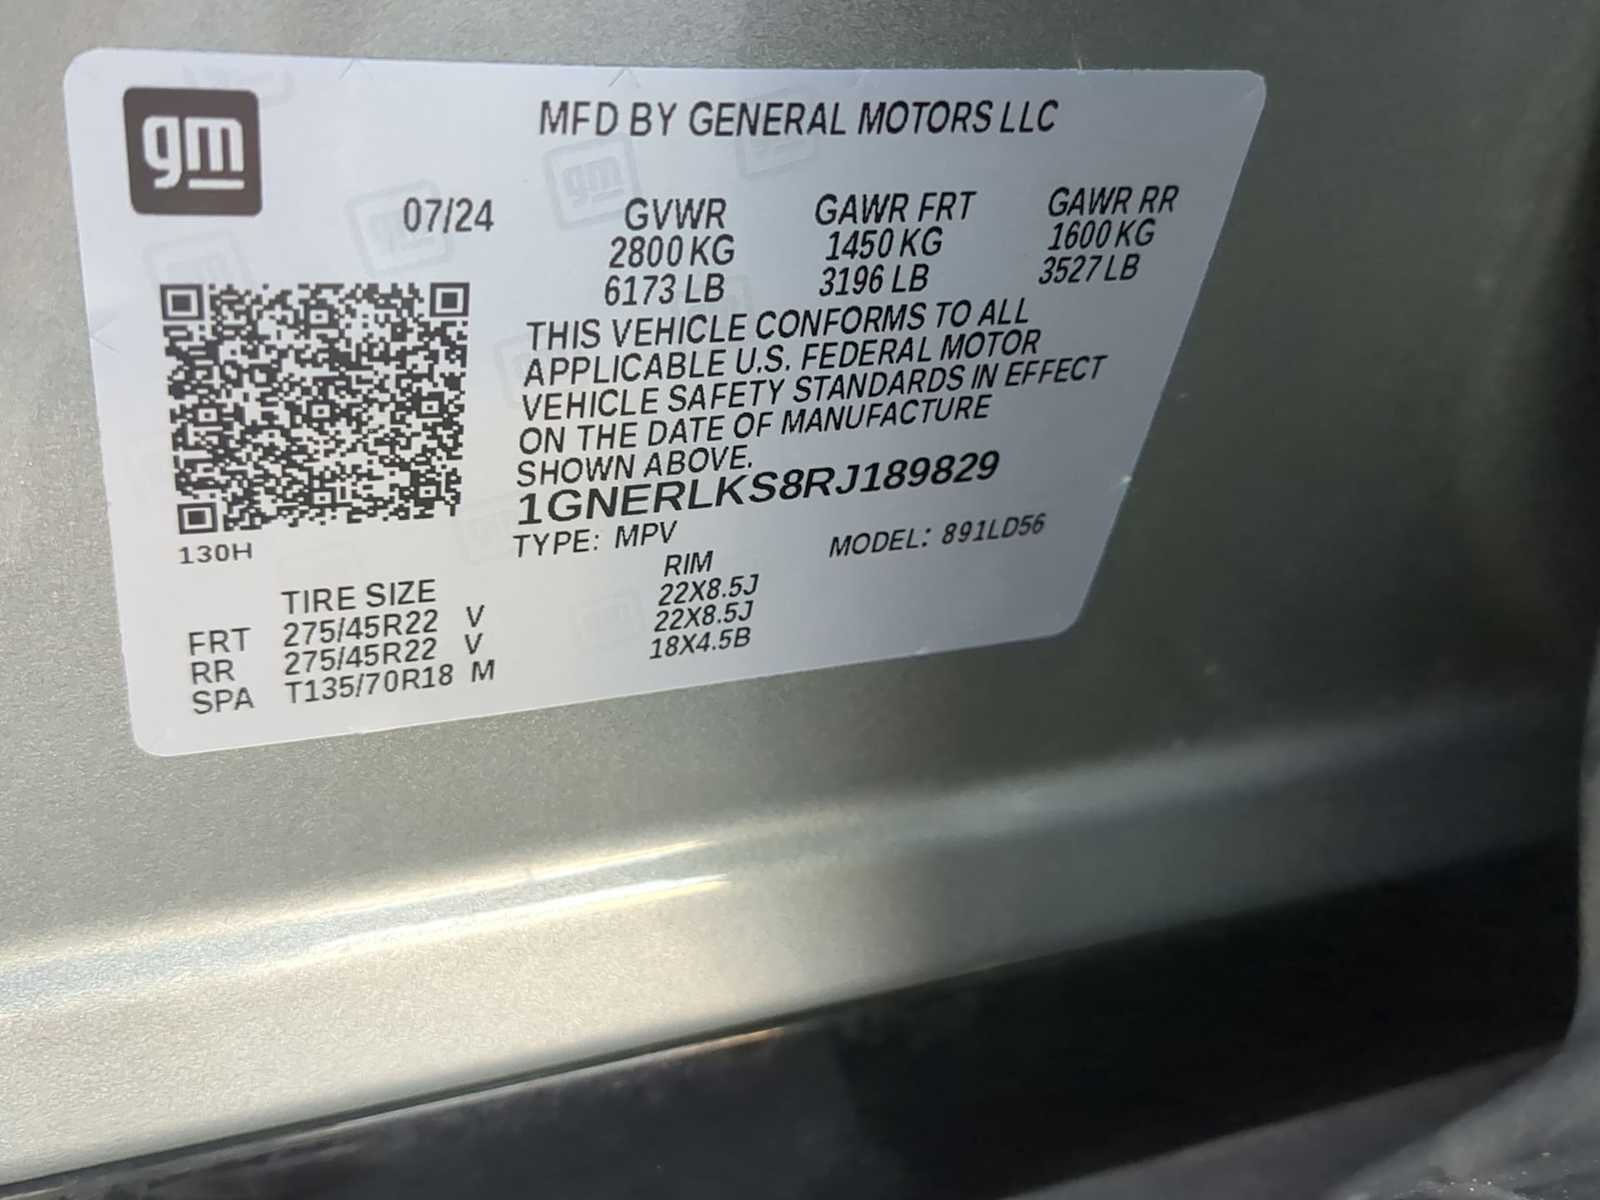 gm
MFD BY GENERAL MOTORS LLC
07/24 GVWR GAWR FRT GAWR RR
2800 KG 1450 KG 1600 KG
6173 LB 3196 LB 3527 LB
THIS VEHICLE CONFORMS TO ALL
APPLICABLE U.S. FEDERAL MOTOR
VEHICLE SAFETY STANDARDS IN EFFECT
ON THE DATE OF MANUFACTURE
SHOWN ABOVE.
1GNERLKS8RJ189829
130H
TYPE: MPV MODEL: 891LD56
TIRE SIZE RIM
FRT 275/45R22 V 22X8.5J
RR 275/45R22 V 22X8.5J
SPA T135/70R18 M 18X4.5B